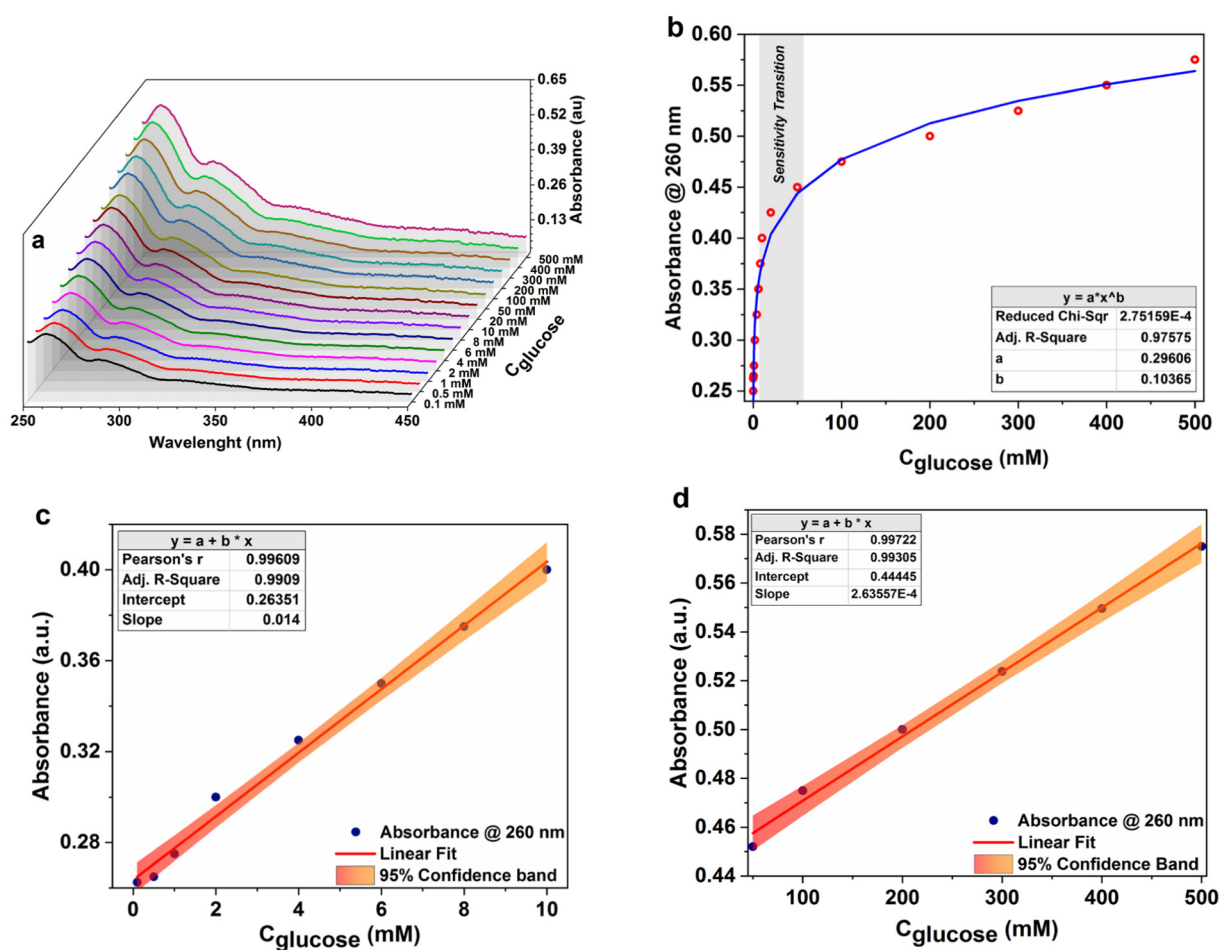 a
0.65
0.52
0.39
0.26
0.13
Absorbance (au)
500 mM
400 mM
300 mM
200 mM
100 mM
50 mM
20 mM
10 mM
8 mM
6 mM
4 mM
2 mM
1 mM
0.5 mM
0.1 mM
Cglucose
250 300 350 400 450
Wavelenght (nm)
b
0.60
0.55
0.50
0.45
0.40
0.35
0.30
0.25
Absorbance @ 260 nm
Sensitivity Transition
y = a*x^b
Reduced Chi-Sqr 2.75159E-4
Adj. R-Square 0.97575
a 0.29606
b 0.10365
0 100 200 300 400 500
Cglucose (mM)
c
y = a + b * x
Pearson's r 0.99609
Adj. R-Square 0.9909
Intercept 0.26351
Slope 0.014
0.40
0.36
0.32
0.28
Absorbance (a.u.)
Absorbance @ 260 nm
Linear Fit
95% Confidence band
0 2 4 6 8 10
Cglucose (mM)
d
y = a + b * x
Pearson's r 0.99722
Adj. R-Square 0.99305
Intercept 0.44445
Slope 2.63557E-4
0.58
0.56
0.54
0.52
0.50
0.48
0.46
0.44
Absorbance (a.u.)
Absorbance @ 260 nm
Linear Fit
95% Confidence band
100 200 300 400 500
Cglucose (mM)